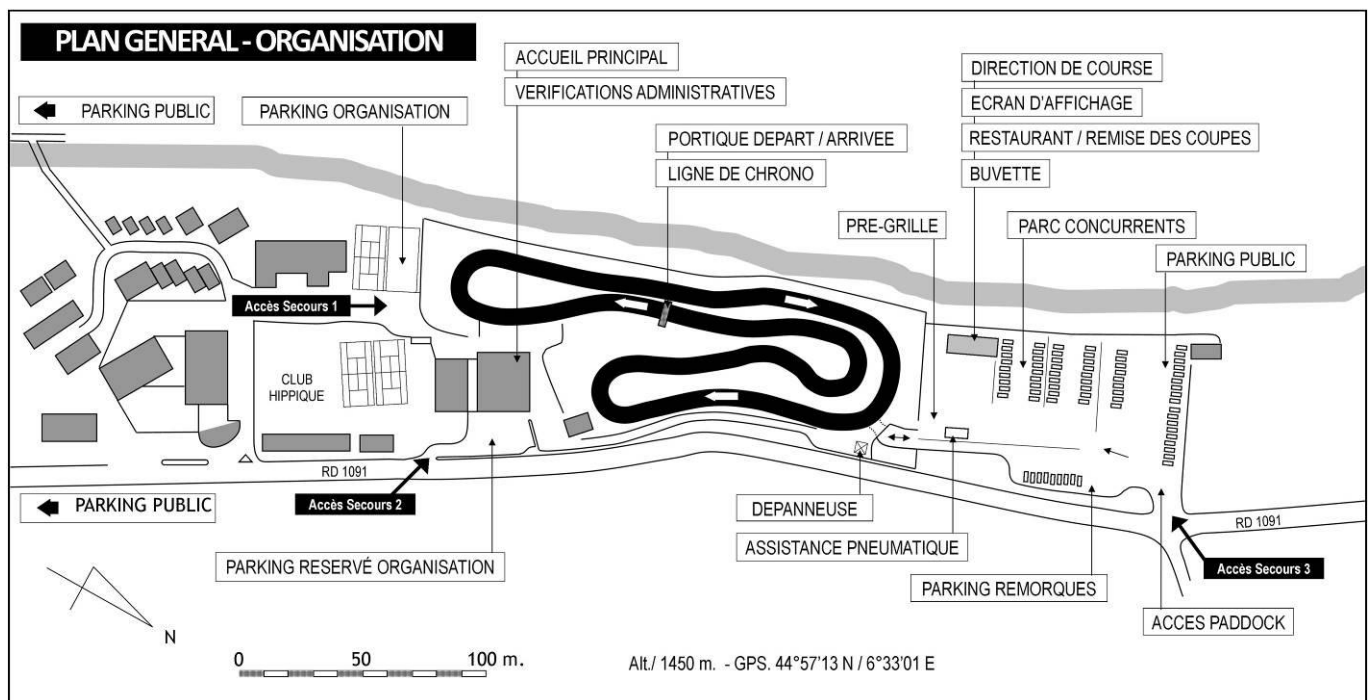 PLAN GENERAL - ORGANISATION
ACCUEIL PRINCIPAL
VERIFICATIONS ADMINISTRATIVES
DIRECTION DE COURSE
ECRAN D'AFFICHAGE
RESTAURANT / REMISE DES COUPES
BUVETTE
PARKING PUBLIC
PARKING ORGANISATION
PORTIQUE DEPART / ARRIVEE
LIGNE DE CHRONO
PRE-GRILLE
PARC CONCURRENTS
PARKING PUBLIC
Accès Secours 1
CLUB
HIPPIQUE
RD 1091
Accès Secours 2
PARKING PUBLIC
PARKING RESERVÉ ORGANISATION
DEPANNEUSE
ASSISTANCE PNEUMATIQUE
PARKING REMORQUES
ACCES PADDOCK
RD 1091
Accès Secours 3
N
0 50 100 m.
Alt./ 1450 m. - GPS. 44°57'13 N / 6°33'01 E